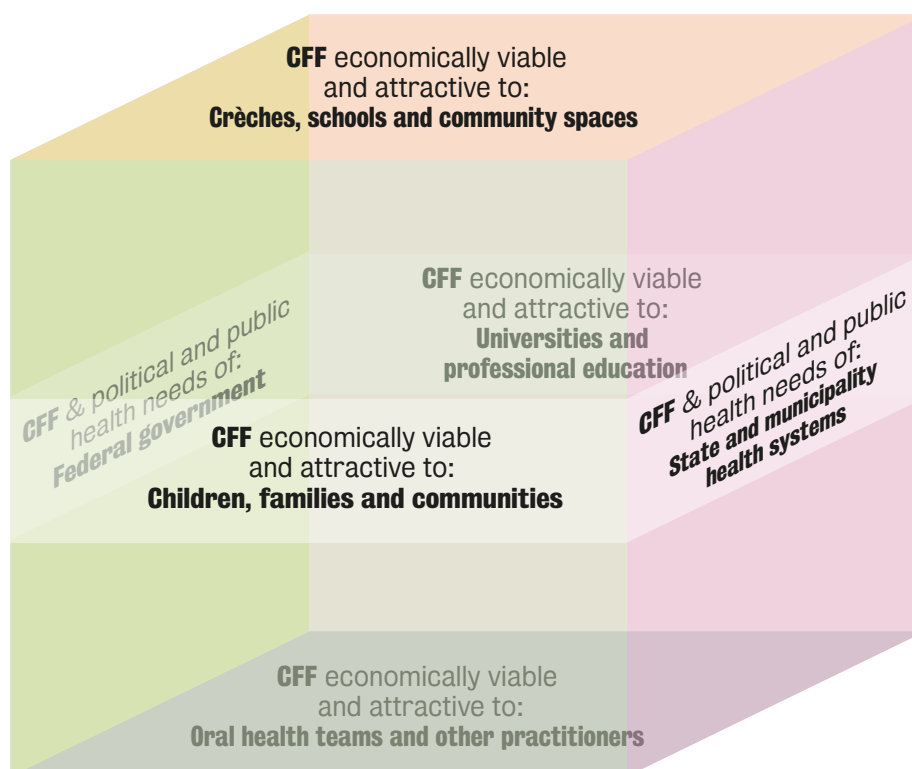 CFF economically viable
and attractive to:
Crèches, schools and community spaces
CFF economically viable
and attractive to:
Universities and
professional education
CFF & political and public
health needs of:
Federal government
CFF & political and public
health needs of:
State and municipality
health systems
CFF economically viable
and attractive to:
Children, families and communities
CFF economically viable
and attractive to:
Oral health teams and other practitioners